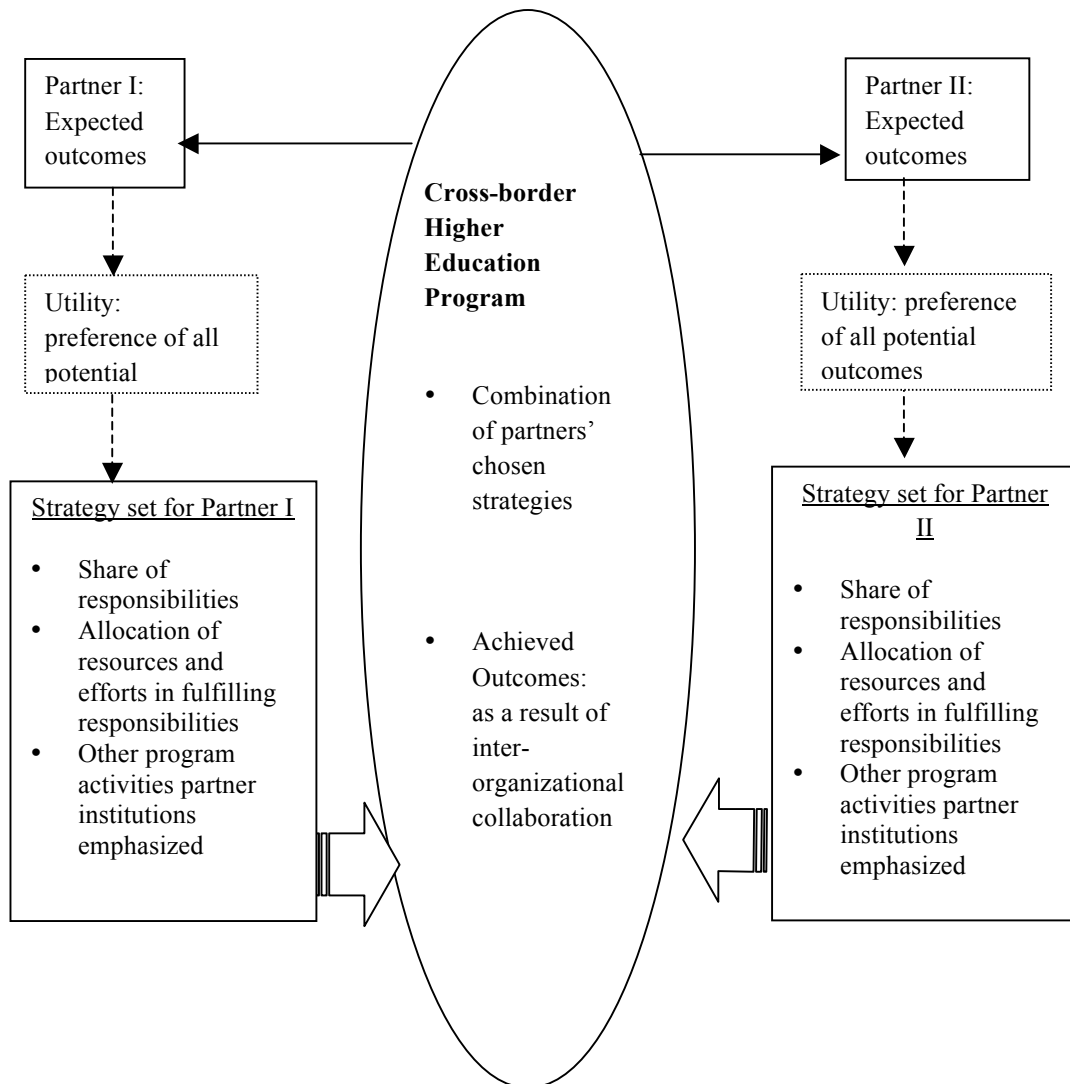 Partner I:
Expected
outcomes
Utility:
preference of all
potential
Strategy set for Partner I
• Share of
responsibilities
• Allocation of
resources and
efforts in fulfilling
responsibilities
• Other program
activities partner
institutions
emphasized
Cross-border
Higher
Education
Program
• Combination
of partners’
chosen
strategies
• Achieved
Outcomes:
as a result of
inter-
organizational
collaboration
Partner II:
Expected
outcomes
Utility: preference
of all potential
outcomes
Strategy set for Partner
II
• Share of
responsibilities
• Allocation of
resources and
efforts in fulfilling
responsibilities
• Other program
activities partner
institutions
emphasized